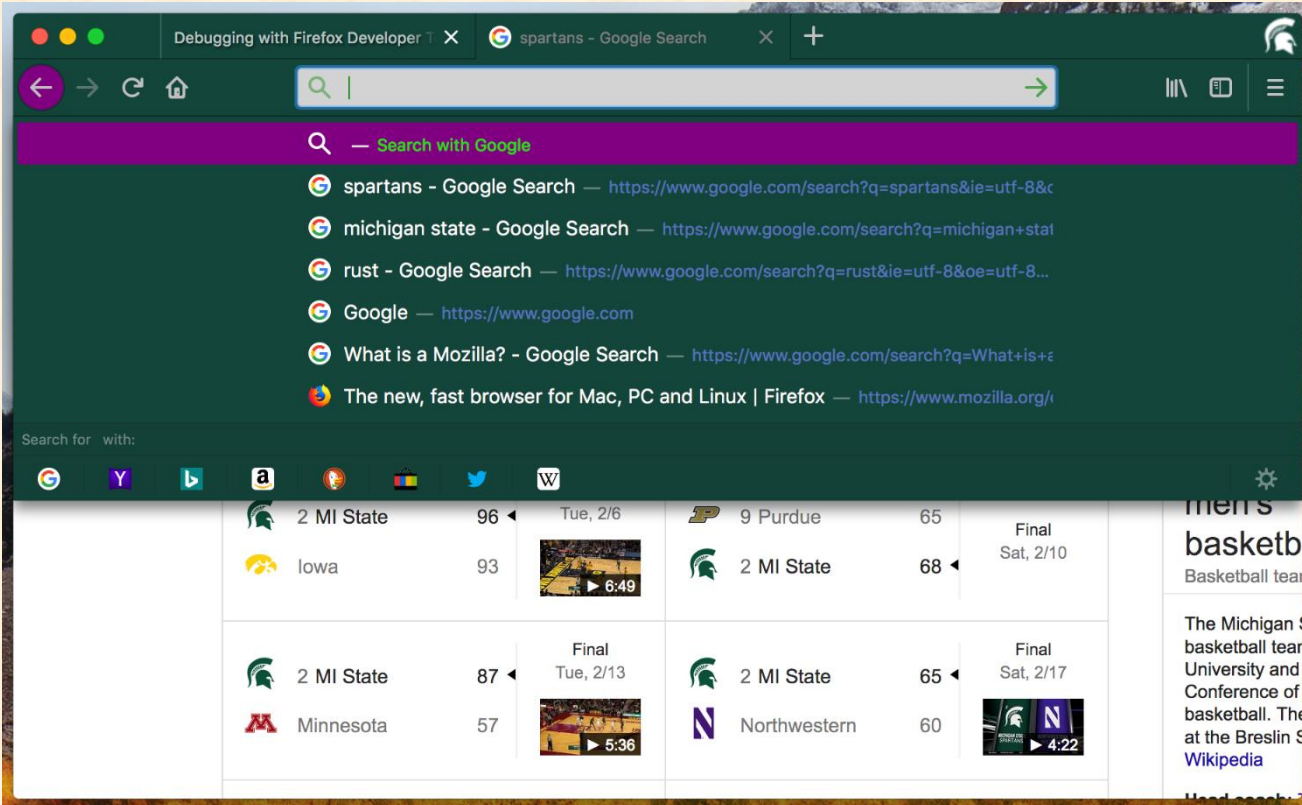 Debugging with Firefox Developer T
spartans - Google Search
— Search with Google
spartans - Google Search — https://www.google.com/search?q=spartans&ie=utf-8&o
michigan state - Google Search — https://www.google.com/search?q=michigan+stat
rust - Google Search — https://www.google.com/search?q=rust&ie=utf-8&oe=utf-8...
Google — https://www.google.com
What is a Mozilla? - Google Search — https://www.google.com/search?q=What+is+a
The new, fast browser for Mac, PC and Linux | Firefox — https://www.mozilla.org/
Search for with:
2 MI State 96 Tue, 2/6
Iowa 93
6:49
9 Purdue 65
2 MI State 68
Final
Sat, 2/10
2 MI State 87
Minnesota 57
Final
Tue, 2/13
5:36
2 MI State 65
Northwestern 60
Final
Sat, 2/17
4:22
men's
basketb
Basketball tear
The Michigan S
basketball tear
University and
Conference of
basketball. The
at the Breslin S
Wikipedia